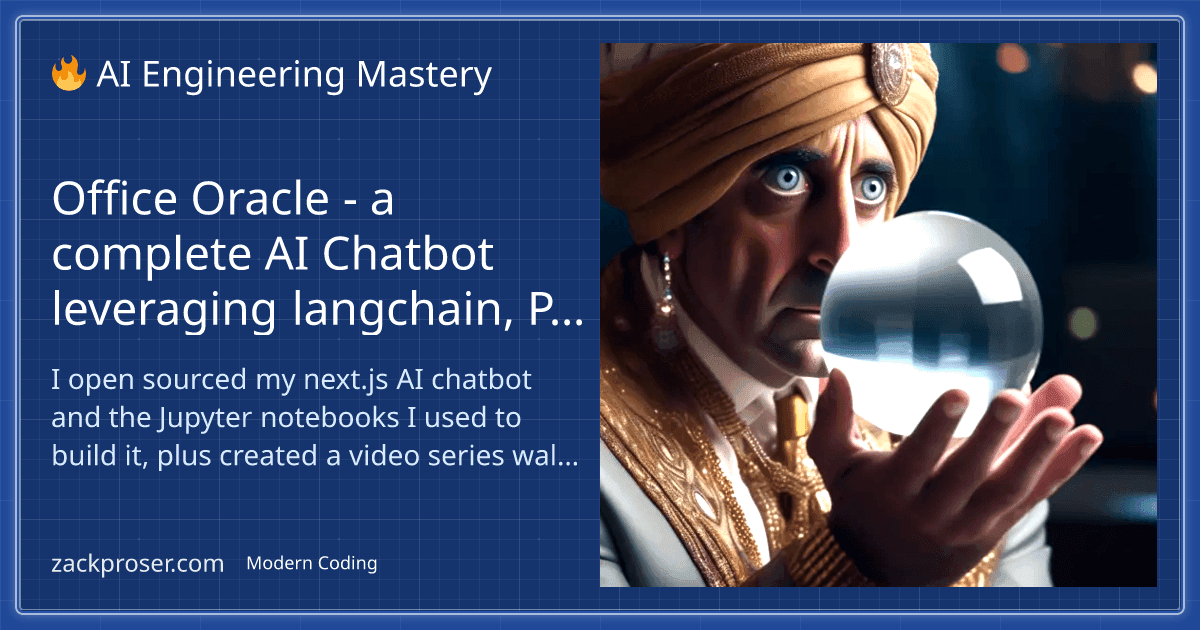 🔥 AI Engineering Mastery
Office Oracle - a
complete AI Chatbot
leveraging langchain, P...
I open sourced my next.js AI chatbot
and the Jupyter notebooks I used to
build it, plus created a video series wal...
zackproser.com Modern Coding